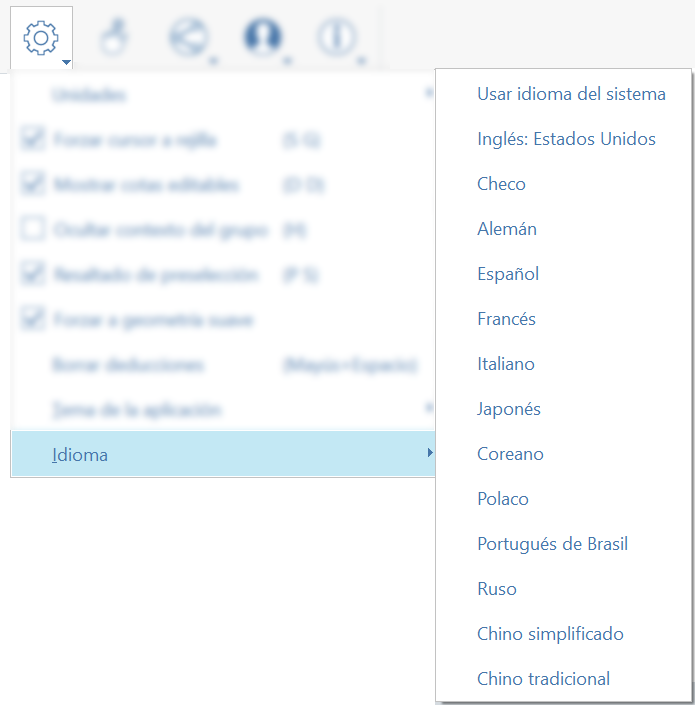 Unidades
Forzar cursor a rejilla (S G)
Mostrar cotas editables (D D)
Ocultar contexto del grupo (H)
Resaltado de preselección (P S)
Forzar a geometría suave
Borrar deducciones (Mayús+Espacio)
Tema de la aplicación
Idioma
Usar idioma del sistema
Inglés: Estados Unidos
Checo
Alemán
Español
Francés
Italiano
Japonés
Coreano
Polaco
Portugués de Brasil
Ruso
Chino simplificado
Chino tradicional